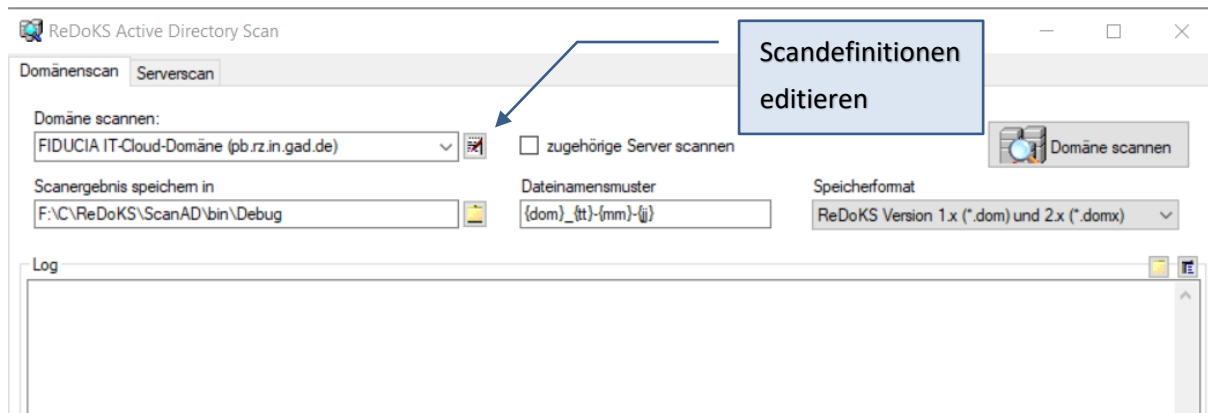 ReDoKS Active Directory Scan
Scandefinitionen
editieren
Domänenscan Serverscan
Domäne scannen:
FIDUCIA IT-Cloud-Domäne (pb.rz.in.gad.de)
zugehörige Server scannen
Domäne scannen
Scanergebnis speichern in
Dateinamensmuster
Speicherformat
F:\C\ReDoKS\ScanAD\bin\Debug
{dom}_{tt}-{mm}-{jj}
ReDoKS Version 1.x (*.dom) und 2.x (*.domx)
Log